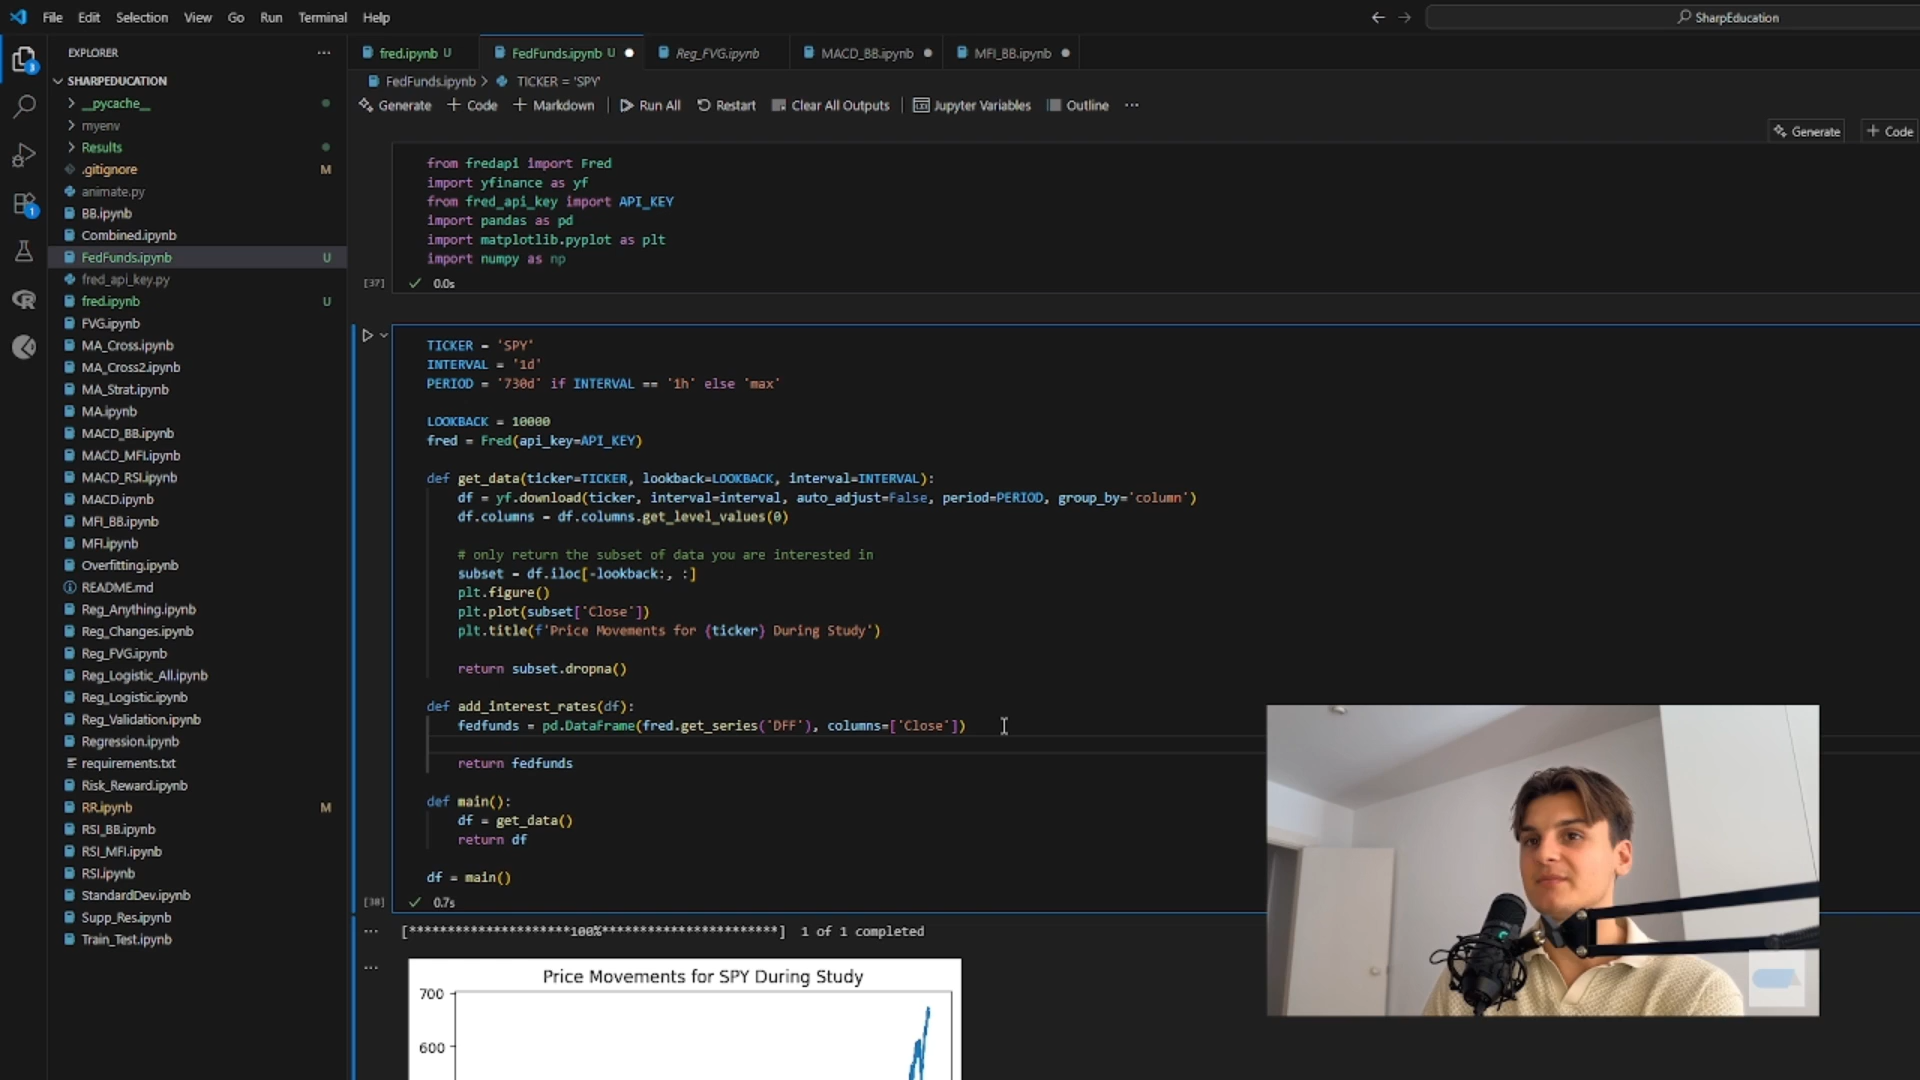 File Edit Selection View Go Run Terminal Help
SharpEducation
EXPLORER
3
1
SHARPEDUCATION
__pycache__
myenv
Results
.gitignore M
animate.py
BB.ipynb
Combined.ipynb
FedFunds.ipynb U
fred_api_key.py
fred.ipynb U
FVG.ipynb
MA_Cross.ipynb
MA_Cross2.ipynb
MA_Strat.ipynb
MA.ipynb
MACD_BB.ipynb
MACD_MFI.ipynb
MACD_RSI.ipynb
MACD.ipynb
MFI_BB.ipynb
MFI.ipynb
Overfitting.ipynb
README.md
Reg_Anything.ipynb
Reg_Changes.ipynb
Reg_FVG.ipynb
Reg_Logistic_All.ipynb
Reg_Logistic.ipynb
Reg_Validation.ipynb
Regression.ipynb
requirements.txt
Risk_Reward.ipynb
RR.ipynb M
RSI_BB.ipynb
RSI_MFI.ipynb
RSI.ipynb
StandardDev.ipynb
Supp_Res.ipynb
Train_Test.ipynb
fred.ipynb U FedFunds.ipynb U Reg_FVG.ipynb MACD_BB.ipynb MFI_BB.ipynb
FedFunds.ipynb > TICKER = 'SPY'
Generate + Code + Markdown Run All Restart Clear All Outputs Jupyter Variables Outline ...
Generate + Code
from fredapi import Fred
import yfinance as yf
from fred_api_key import API_KEY
import pandas as pd
import matplotlib.pyplot as plt
import numpy as np
[37] 0.0s
TICKER = 'SPY'
INTERVAL = '1d'
PERIOD = '730d' if INTERVAL == '1h' else 'max'
LOOKBACK = 10000
fred = Fred(api_key=API_KEY)
def get_data(ticker=TICKER, lookback=LOOKBACK, interval=INTERVAL):
df = yf.download(ticker, interval=interval, auto_adjust=False, period=PERIOD, group_by='column')
df.columns = df.columns.get_level_values(0)
# only return the subset of data you are interested in
subset = df.iloc[-lookback:, :]
plt.figure()
plt.plot(subset['Close'])
plt.title(f'Price Movements for {ticker} During Study')
return subset.dropna()
def add_interest_rates(df):
fedfunds = pd.DataFrame(fred.get_series('DFF'), columns=['Close'])
return fedfunds
def main():
df = get_data()
return df
df = main()
[38] 0.7s
[*********************100%***********************] 1 of 1 completed
Price Movements for SPY During Study
700
600